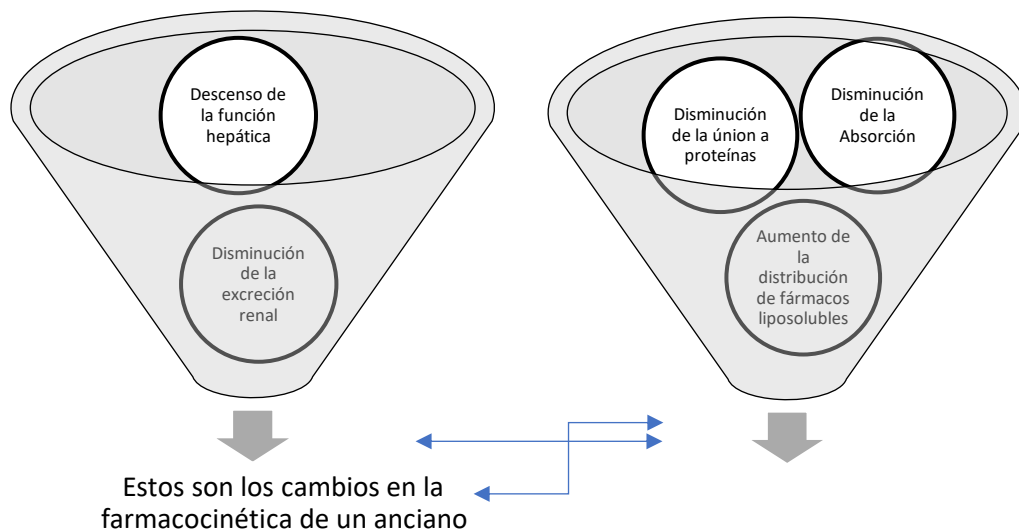 Descenso de
la función
hepática
Disminución
de la
excreción
renal
Disminución
de la únion a
proteínas
Disminución
de la
Absorción
Aumento de
la
distribución
de fármacos
liposolubles
Estos son los cambios en la
farmacocinética de un anciano